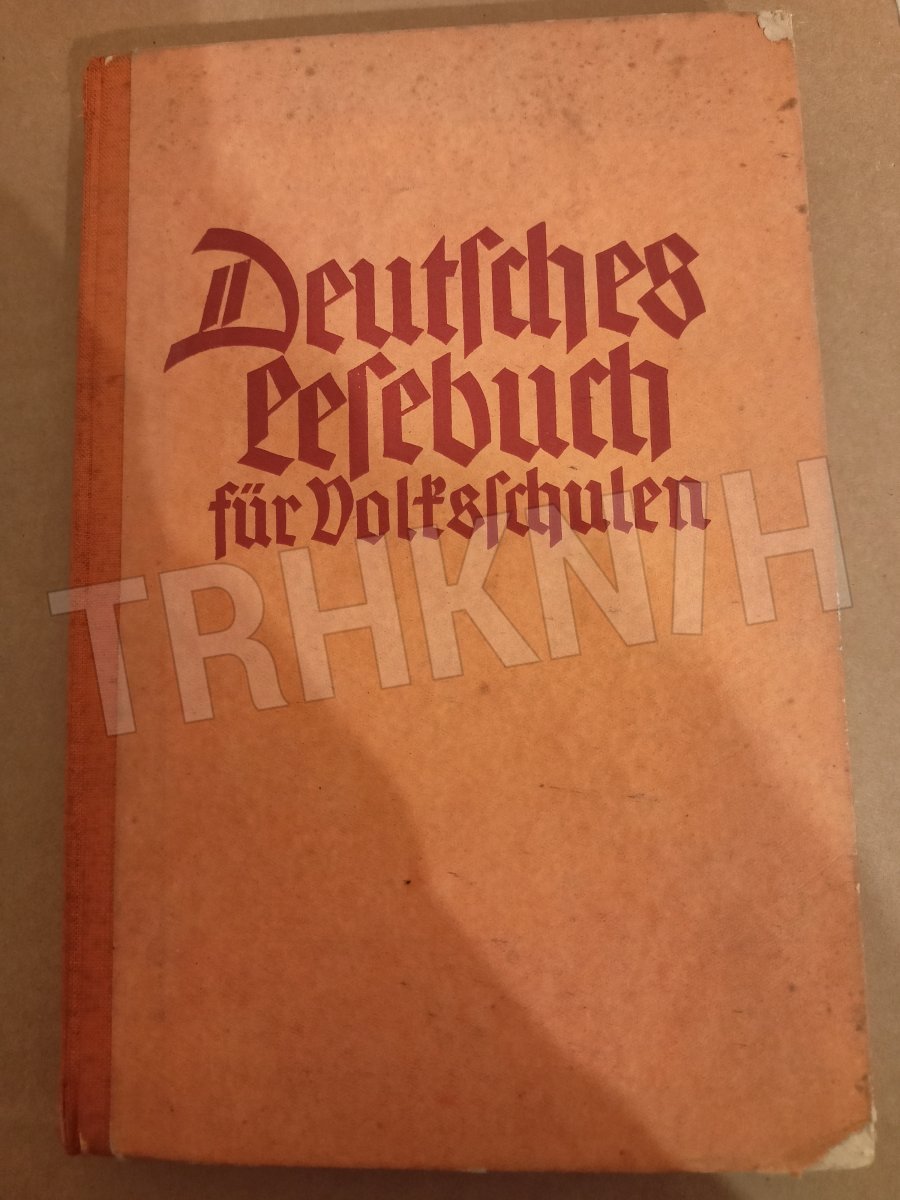 Deutſches
Leſebuch
für Volksſchulen
TRHKNIH